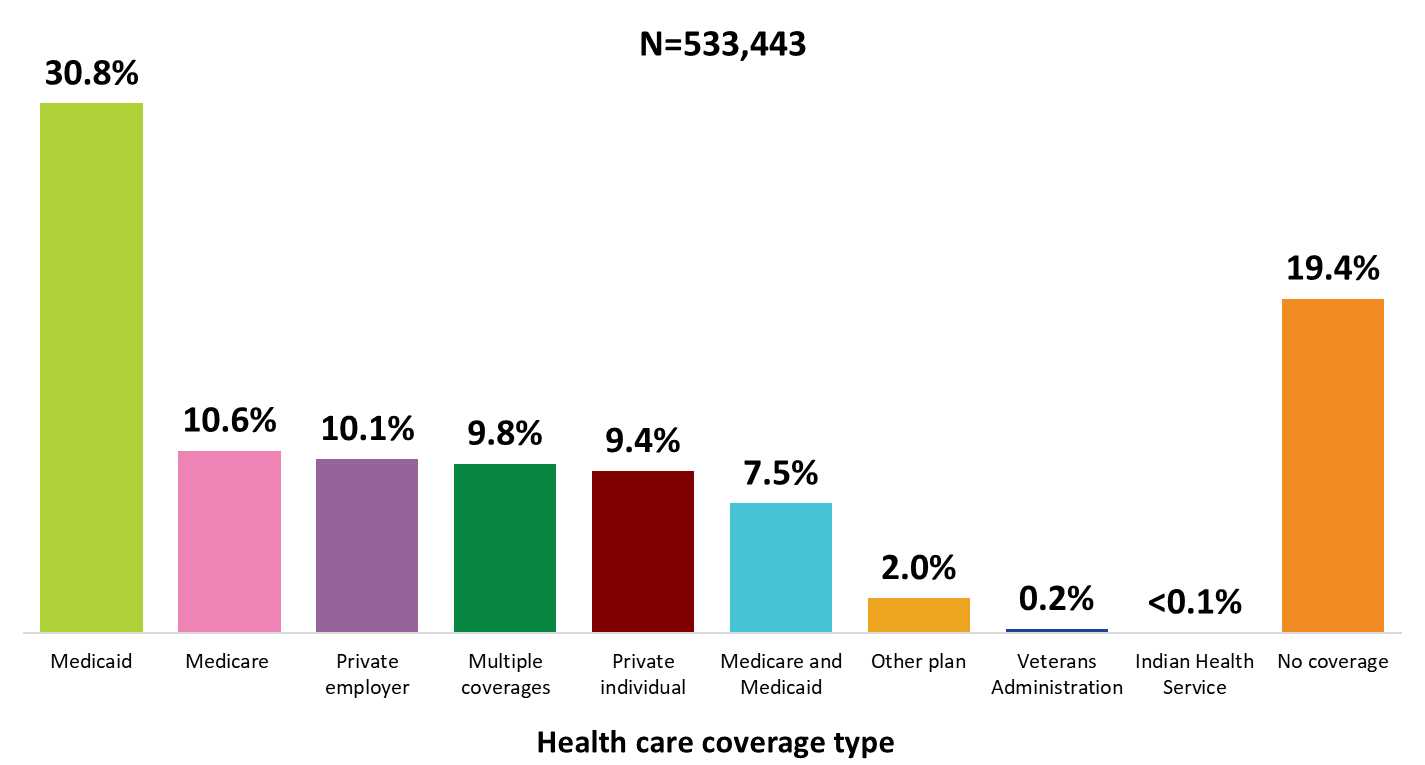 N=533,443
30.8%
10.6%
10.1%
9.8%
9.4%
7.5%
2.0%
0.2%
<0.1%
19.4%
Medicaid
Medicare
Private
employer
Multiple
coverages
Private
individual
Medicare and
Medicaid
Other plan
Veterans
Administration
Indian Health
Service
No coverage
Health care coverage type